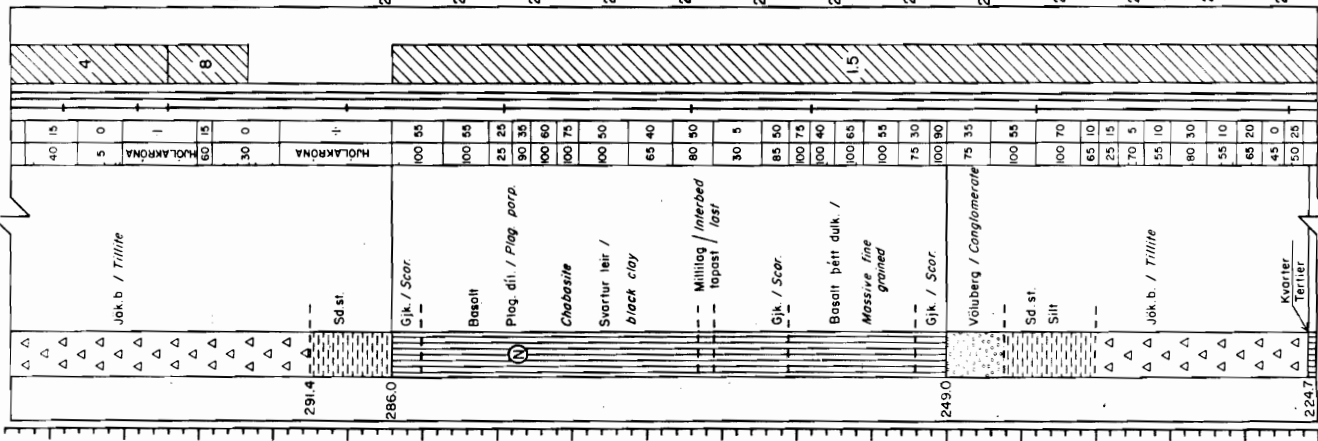 4
8
1.5
40 15
5 0
HJÓLAKRÓNA -|-
60 15
30 0
HJÓLAKRÓNA -|-
100 55
100 55
25 25
90 35
100 60
100 75
100 50
65 40
80 50
30 5
85 50
100 75
100 40
100 65
100 55
75 30
100 90
75 35
100 55
100 70
65 10
25 15
70 5
55 10
80 30
55 10
65 20
45 0
50 25
Jök.b / Tillite
Sd.st.
Gjk. / Scor.
Basalt
Plag. díl. / Plag. porp.
Chabasite
Svartur leir /
black clay
Millilag / Interbed
tapast / lost
Gjk. / Scor.
Basalt þétt dulk. /
Massive fine
grained
Gjk. / Scor.
Völuberg / Conglomerate
Sd. st.
Silt
Jök.b / Tillite
Kvarter
Tertier
N
291.4
286.0
249.0
224.7